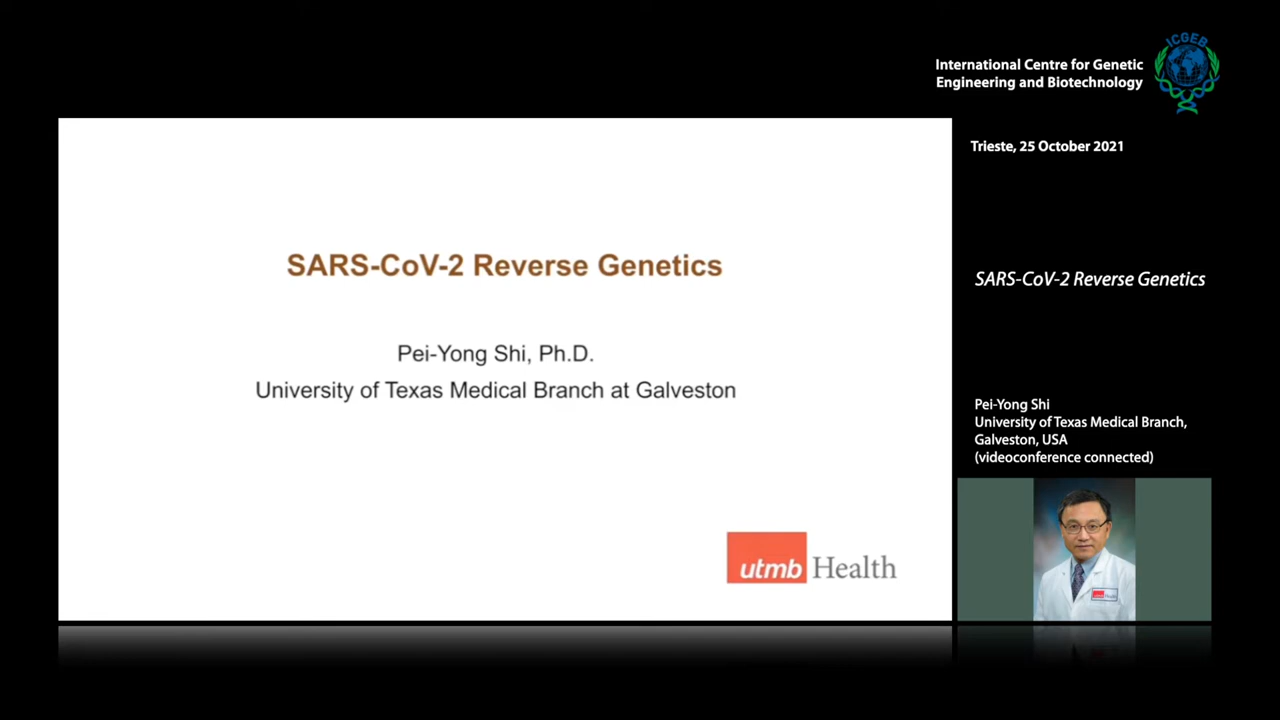 ICGEB
International Centre for Genetic
Engineering and Biotechnology
Trieste, 25 October 2021
SARS-CoV-2 Reverse Genetics
Pei-Yong Shi, Ph.D.
University of Texas Medical Branch at Galveston
utmb Health
SARS-CoV-2 Reverse Genetics
Pei-Yong Shi
University of Texas Medical Branch,
Galveston, USA
(videoconference connected)